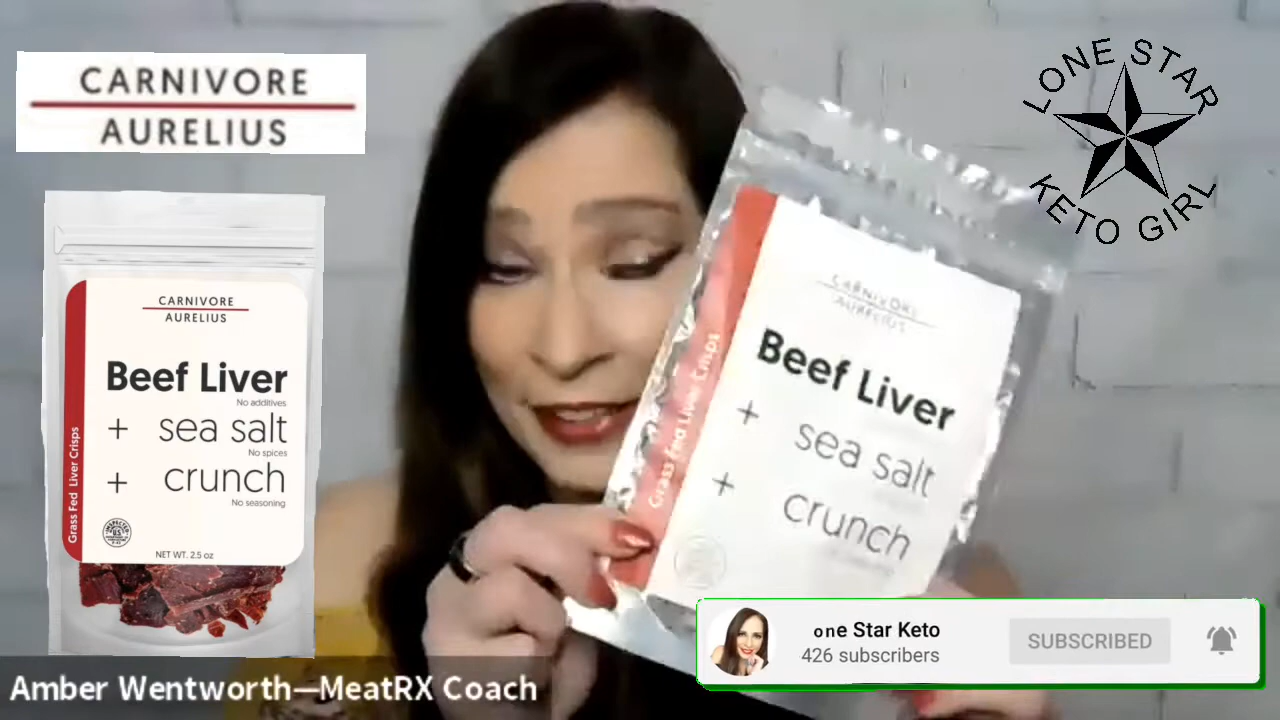 CARNIVORE
AURELIUS
LONE STAR
KETO GIRL
CARNIVORE
AURELIUS
Beef Liver
No additives
+ sea salt
No spices
+ crunch
No seasoning
Grass Fed Liver Crisps
NET WT. 2.5 oz
CARNIVORE
AURELIUS
Beef Liver
+ sea salt
+ crunch
Grass Fed Liver Crisps
one Star Keto
426 subscribers
SUBSCRIBED
Amber Wentworth—MeatRX Coach